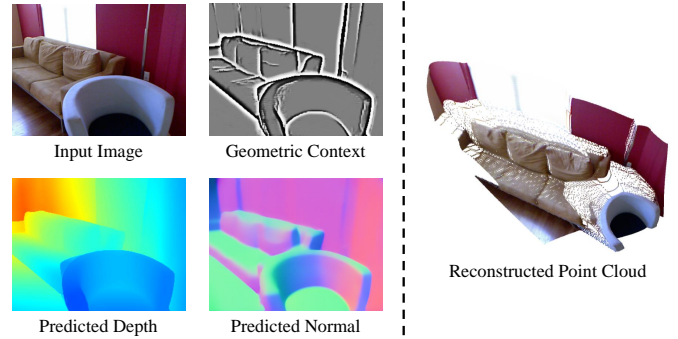 Input Image
Geometric Context
Predicted Depth
Predicted Normal
Reconstructed Point Cloud